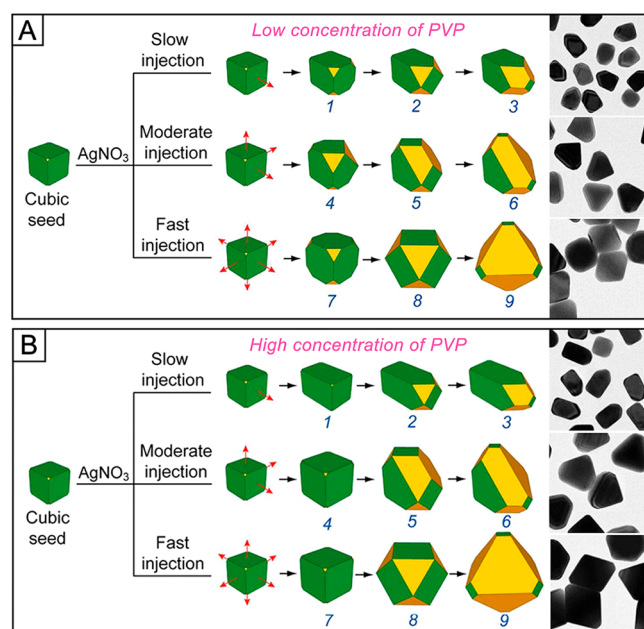 A
Low concentration of PVP
Slow
injection
1
2
3
Cubic
seed
AgNO3
Moderate
injection
4
5
6
Fast
injection
7
8
9
B
High concentration of PVP
Slow
injection
1
2
3
Cubic
seed
AgNO3
Moderate
injection
4
5
6
Fast
injection
7
8
9